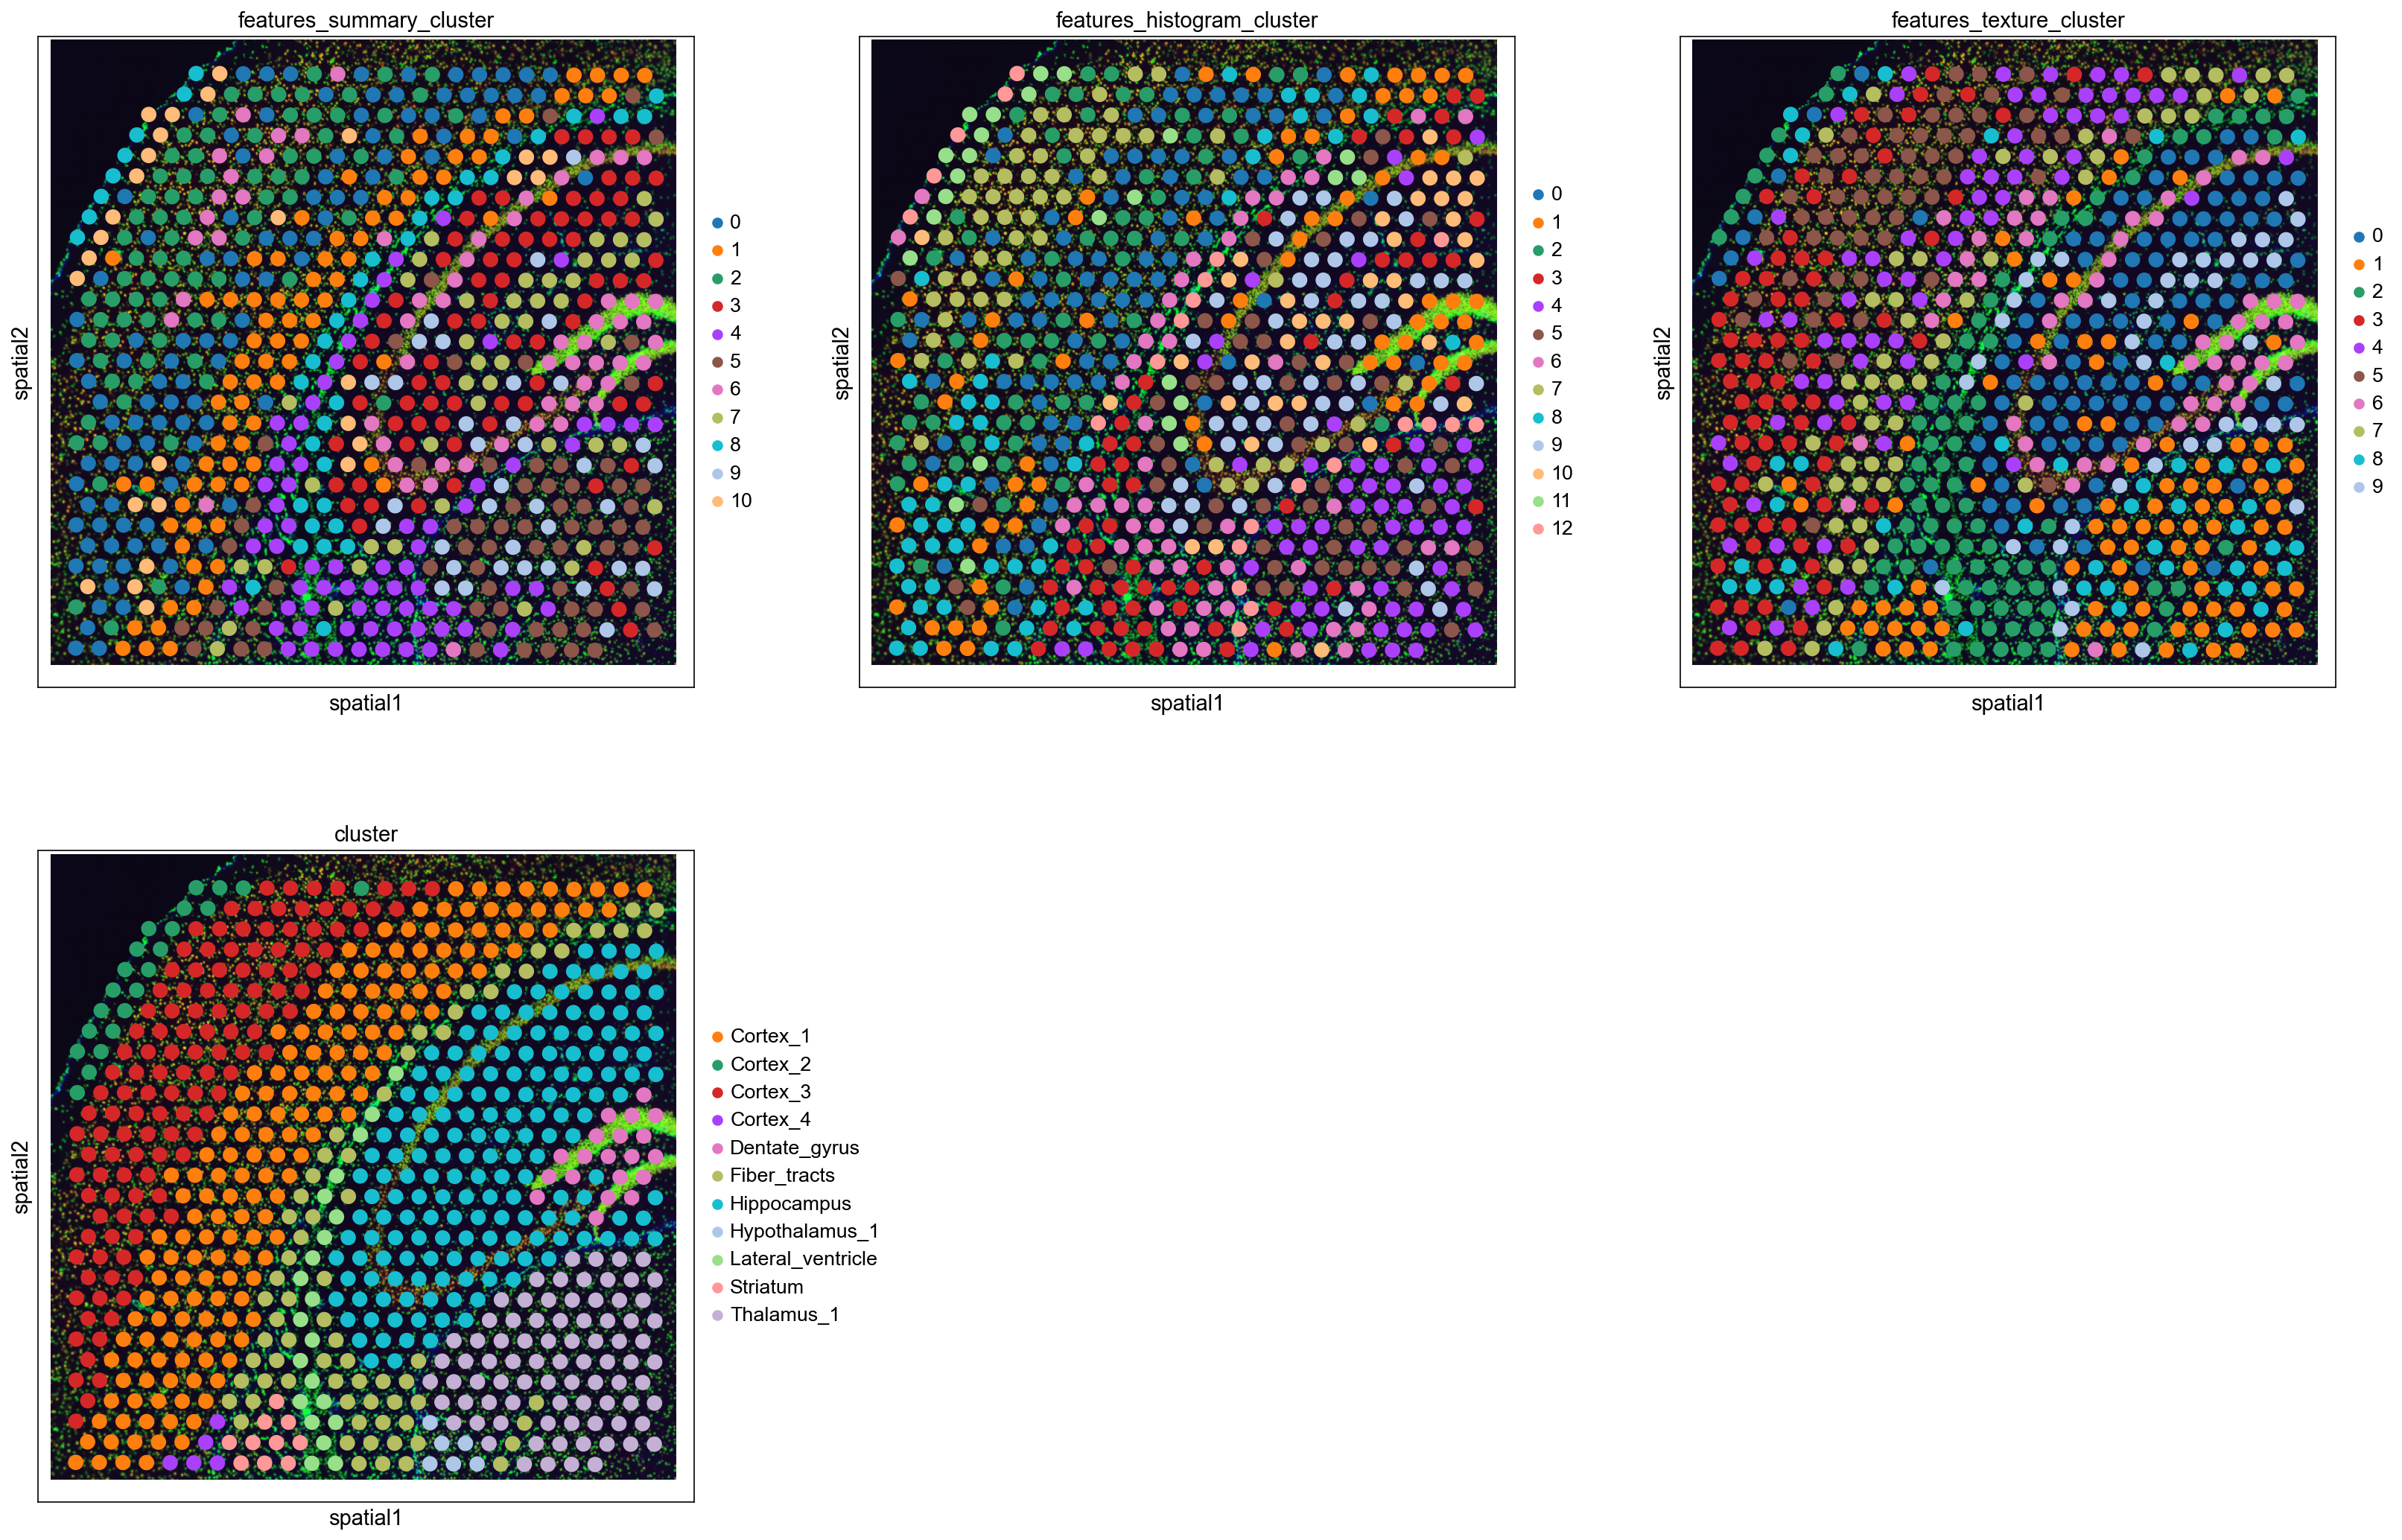 features_summary_cluster
spatial2
spatial1
0
1
2
3
4
5
6
7
8
9
10
features_histogram_cluster
spatial2
spatial1
0
1
2
3
4
5
6
7
8
9
10
11
12
features_texture_cluster
spatial2
spatial1
0
1
2
3
4
5
6
7
8
9
cluster
spatial2
spatial1
Cortex_1
Cortex_2
Cortex_3
Cortex_4
Dentate_gyrus
Fiber_tracts
Hippocampus
Hypothalamus_1
Lateral_ventricle
Striatum
Thalamus_1